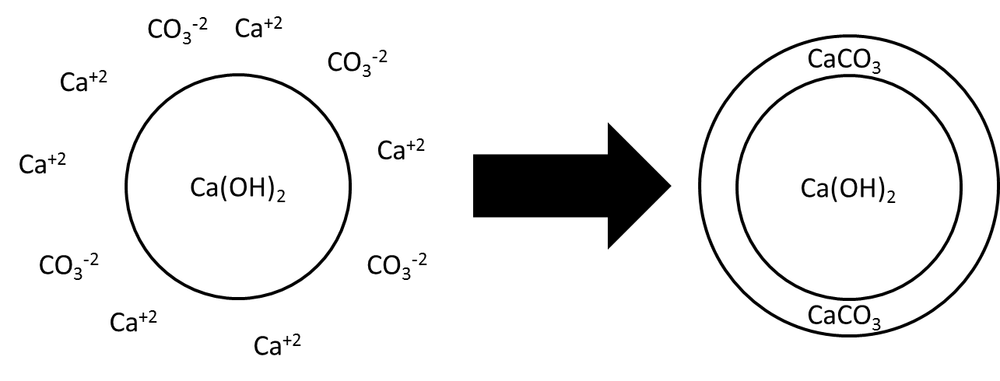 CO₃⁻² Ca⁺²
CO₃⁻²
Ca⁺²
Ca⁺²
Ca⁺²
Ca(OH)₂
CO₃⁻²
CO₃⁻²
Ca⁺²
Ca⁺²
CaCO₃
Ca(OH)₂
CaCO₃